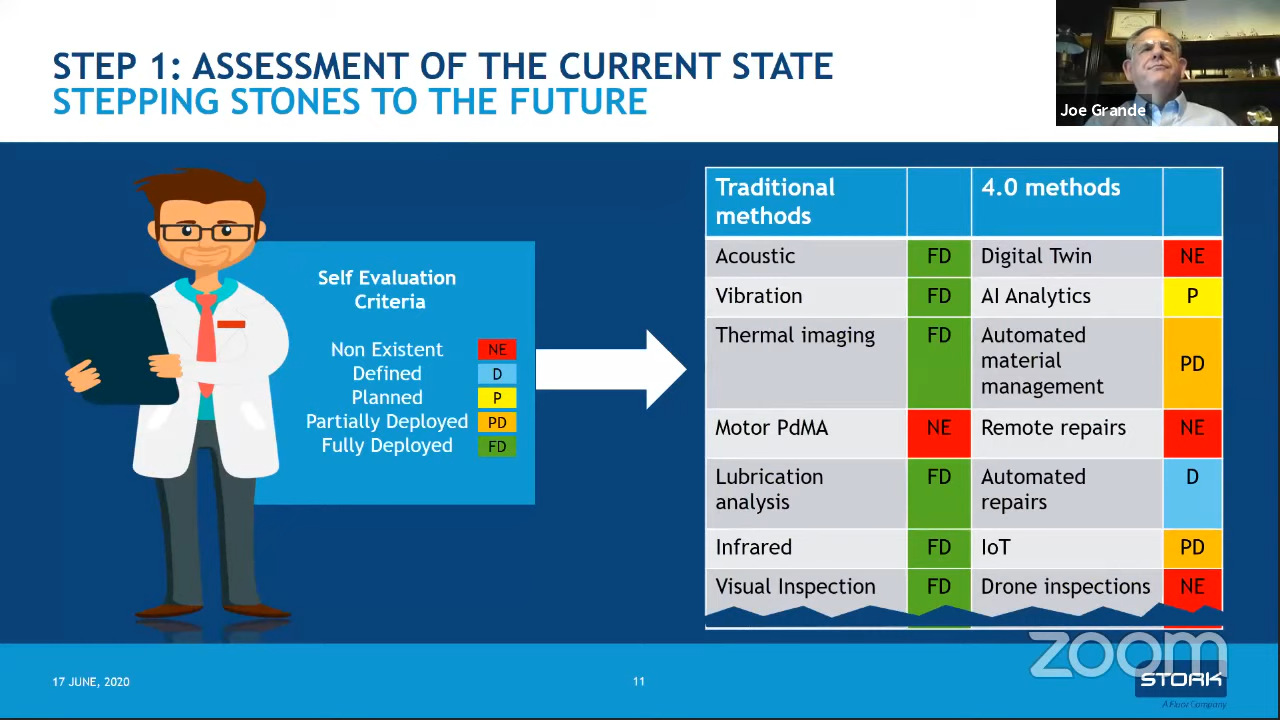 STEP 1: ASSESSMENT OF THE CURRENT STATE
STEPPING STONES TO THE FUTURE
Joe Grande
Self Evaluation
Criteria
Non Existent NE
Defined D
Planned P
Partially Deployed PD
Fully Deployed FD
Traditional
methods
4.0 methods
Acoustic FD Digital Twin NE
Vibration FD AI Analytics P
Thermal imaging FD Automated
material
management PD
Motor PdMA NE Remote repairs NE
Lubrication
analysis FD Automated
repairs D
Infrared FD IoT PD
Visual Inspection FD Drone inspections NE
zoom
17 JUNE, 2020
11
STORK
A Fluor Company